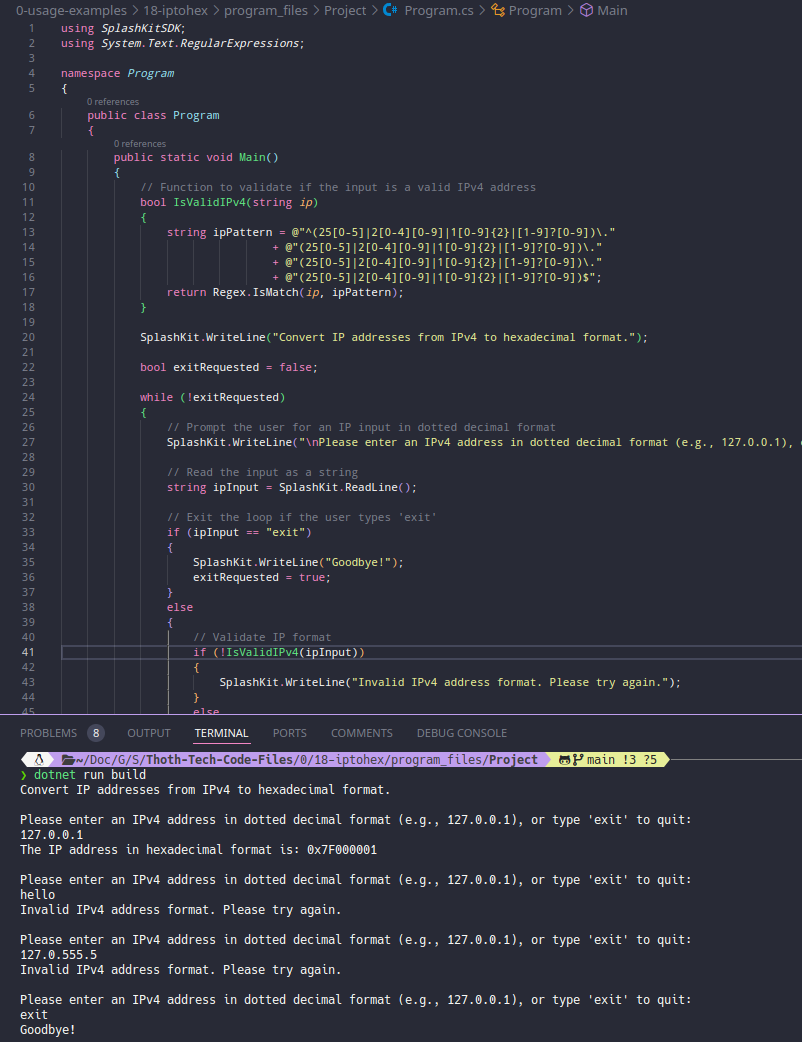 0-usage-examples > 18-iptohex > program_files > Project > Program.cs > Program > Main
1 using SplashKitSDK;
2 using System.Text.RegularExpressions;
3
4 namespace Program
5 {
0 references
6 public class Program
7 {
0 references
8 public static void Main()
9 {
10 // Function to validate if the input is a valid IPv4 address
11 bool IsValidIPv4(string ip)
12 {
13 string ipPattern = @"^(25[0-5]|2[0-4][0-9]|1[0-9]{2}|[1-9]?[0-9])\."
14 + @"(25[0-5]|2[0-4][0-9]|1[0-9]{2}|[1-9]?[0-9])\."
15 + @"(25[0-5]|2[0-4][0-9]|1[0-9]{2}|[1-9]?[0-9])\."
16 + @"(25[0-5]|2[0-4][0-9]|1[0-9]{2}|[1-9]?[0-9])$";
17 return Regex.IsMatch(ip, ipPattern);
18 }
19
20 SplashKit.WriteLine("Convert IP addresses from IPv4 to hexadecimal format.");
21
22 bool exitRequested = false;
23
24 while (!exitRequested)
25 {
26 // Prompt the user for an IP input in dotted decimal format
27 SplashKit.WriteLine("\nPlease enter an IPv4 address in dotted decimal format (e.g., 127.0.0.1),
28
29 // Read the input as a string
30 string ipInput = SplashKit.ReadLine();
31
32 // Exit the loop if the user types 'exit'
33 if (ipInput == "exit")
34 {
35 SplashKit.WriteLine("Goodbye!");
36 exitRequested = true;
37 }
38 else
39 {
40 // Validate IP format
41 if (!IsValidIPv4(ipInput))
42 {
43 SplashKit.WriteLine("Invalid IPv4 address format. Please try again.");
44 }
45 else
PROBLEMS 8 OUTPUT TERMINAL PORTS COMMENTS DEBUG CONSOLE
~/Doc/G/S/Thoth-Tech-Code-Files/0/18-iptohex/program_files/Project main !3 ?5
❯ dotnet run build
Convert IP addresses from IPv4 to hexadecimal format.

Please enter an IPv4 address in dotted decimal format (e.g., 127.0.0.1), or type 'exit' to quit:
127.0.0.1
The IP address in hexadecimal format is: 0x7F000001

Please enter an IPv4 address in dotted decimal format (e.g., 127.0.0.1), or type 'exit' to quit:
hello
Invalid IPv4 address format. Please try again.

Please enter an IPv4 address in dotted decimal format (e.g., 127.0.0.1), or type 'exit' to quit:
127.0.555.5
Invalid IPv4 address format. Please try again.

Please enter an IPv4 address in dotted decimal format (e.g., 127.0.0.1), or type 'exit' to quit:
exit
Goodbye!